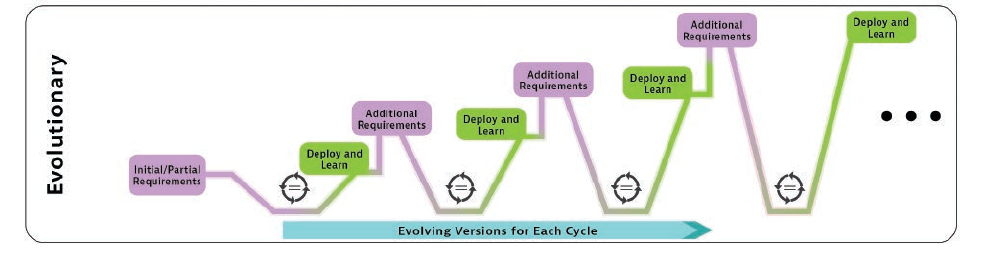 Evolutionary
Initial/Partial
Requirements
Deploy and
Learn
Additional
Requirements
Deploy and
Learn
Additional
Requirements
Deploy and
Learn
Additional
Requirements
Deploy and
Learn
Evolving Versions for Each Cycle